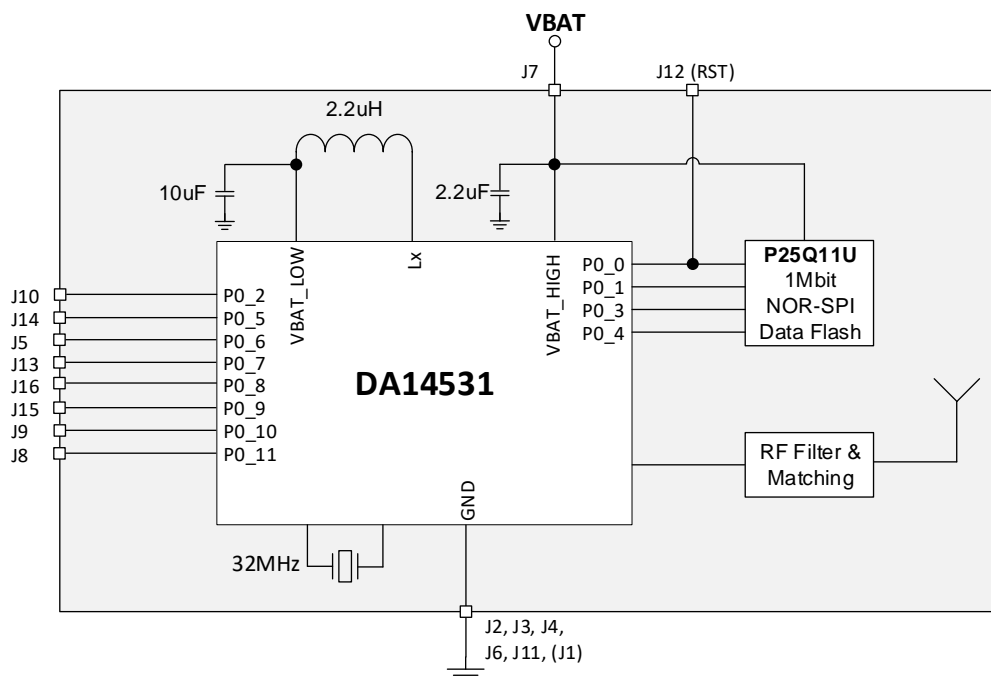 VBAT
J7
J12 (RST)
2.2uH
10uF
2.2uF
VBAT_LOW
Lx
VBAT_HIGH
P0_0
P0_1
P0_3
P0_4
P25Q11U
1Mbit
NOR-SPI
Data Flash
J10
P0_2
J14
P0_5
J5
P0_6
J13
P0_7
J16
P0_8
J15
P0_9
J9
P0_10
J8
P0_11
DA14531
RF Filter &
Matching
GND
32MHz
J2, J3, J4,
J6, J11, (J1)